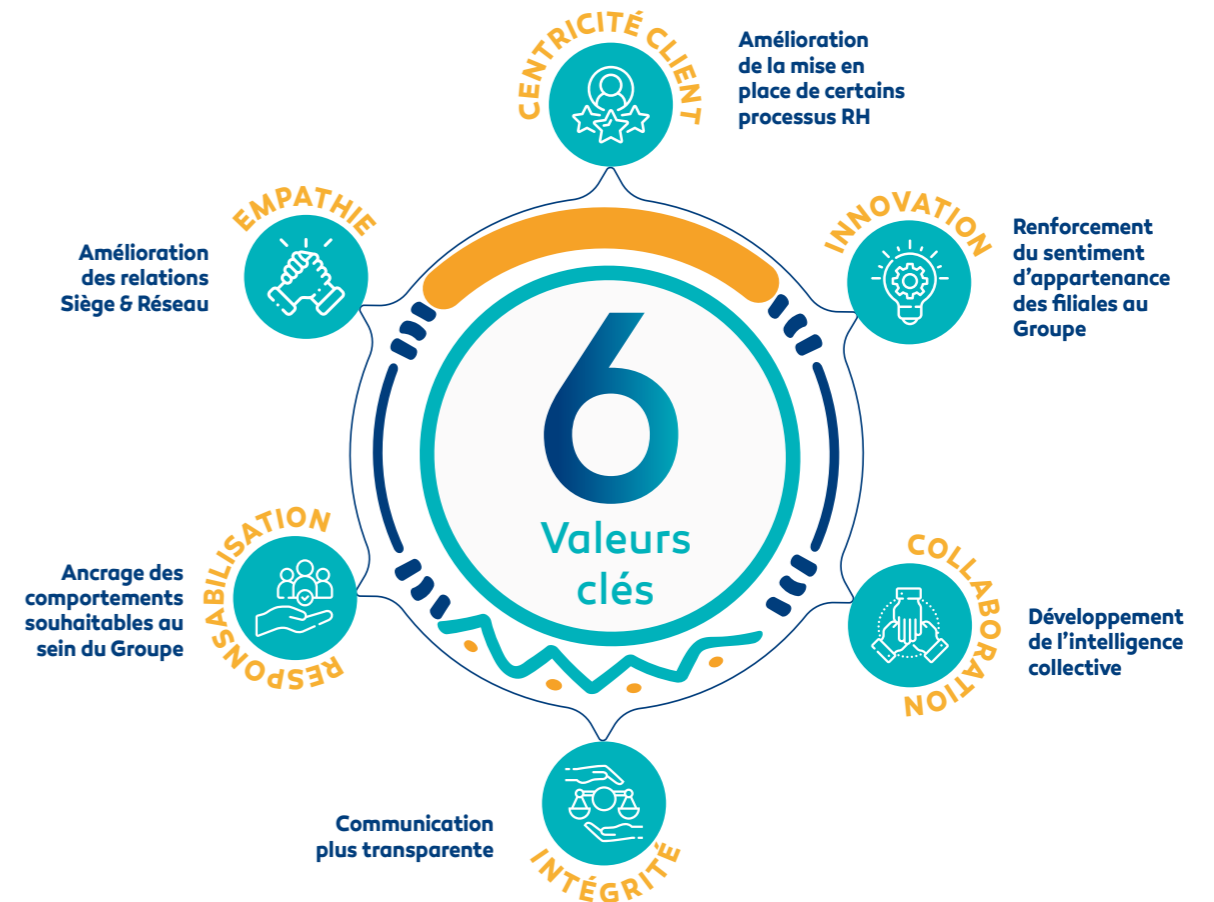 CENTRICITÉ CLIENT
Amélioration
de la mise en
place de certains
processus RH
EMPATHIE
Amélioration
des relations
Siège & Réseau
INNOVATION
Renforcement
du sentiment
d’appartenance
des filiales au
Groupe
6
Valeurs
clés
RESPONSABILISATION
Ancrage des
comportements
souhaitables au
sein du Groupe
COLLABORATION
Développement
de l’intelligence
collective
Communication
plus transparente
INTÉGRITÉ